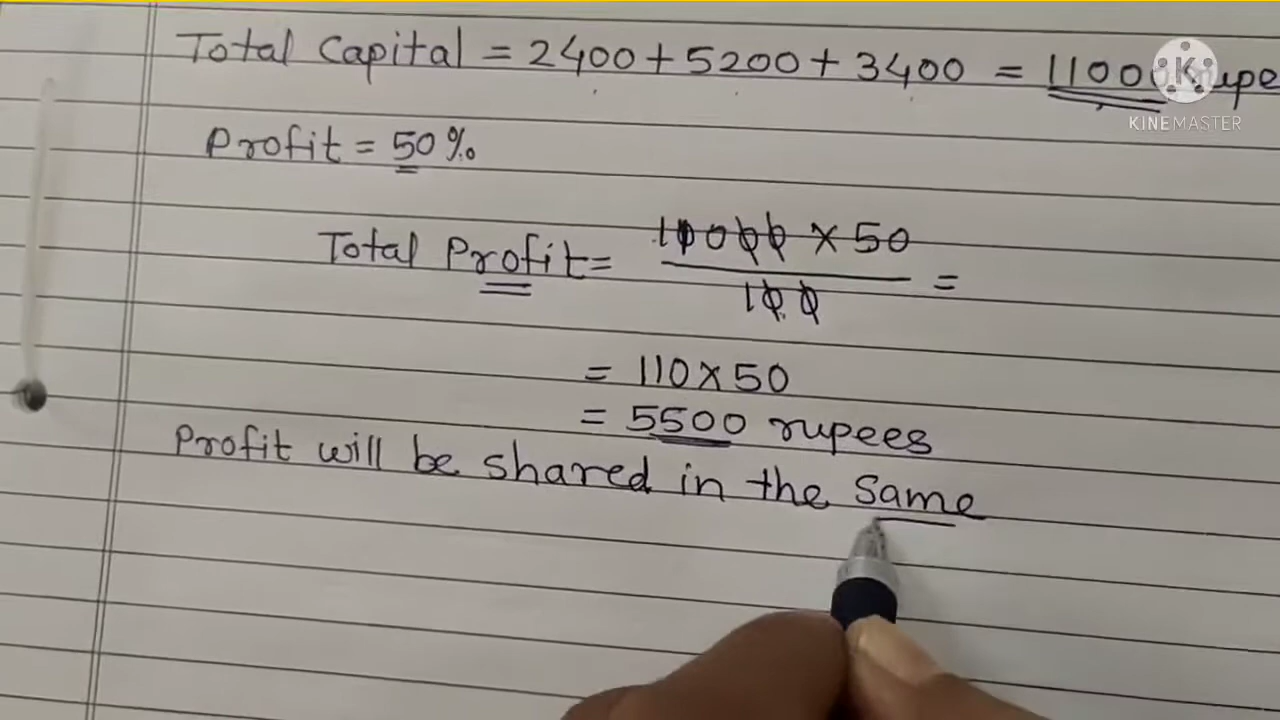 Total Capital = 2400 + 5200 + 3400 = 11000
KINEMASTER
Profit = 50%
Total Profit = 11000 × 50 =
100
= 110 × 50
= 5500 rupees
Profit will be shared in the Same